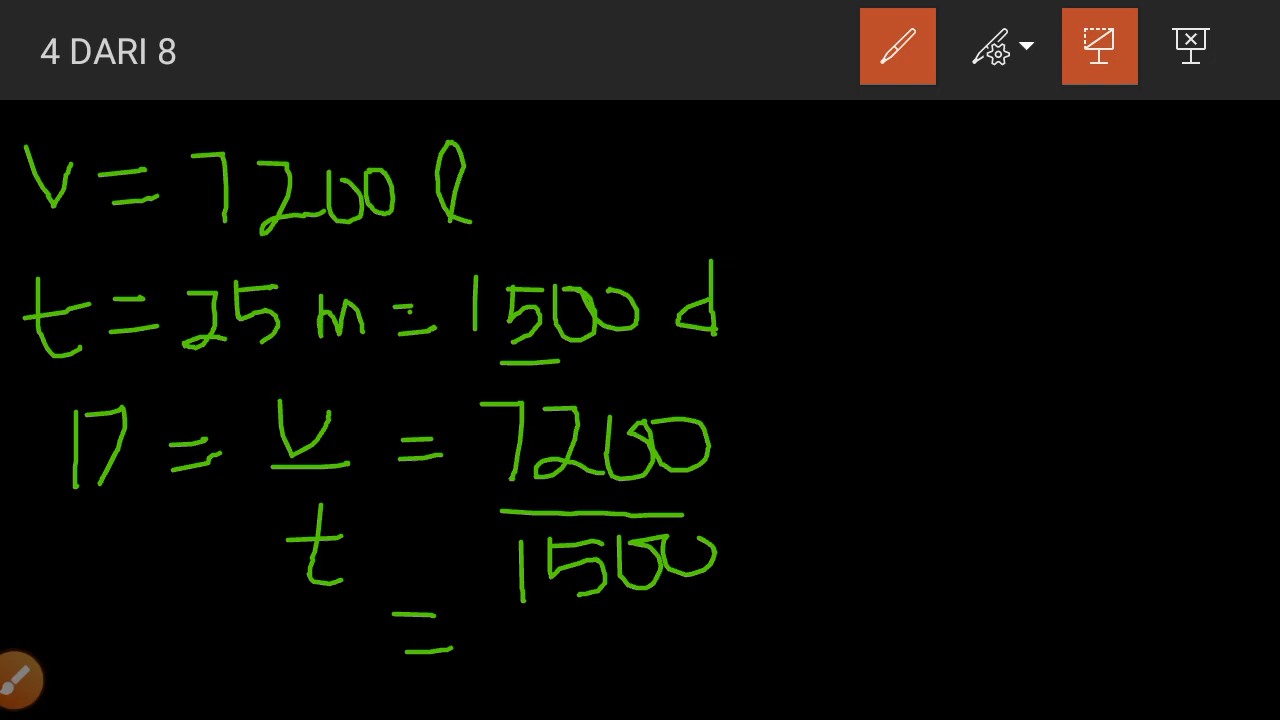 4 DARI 8
V = 7200 l
t = 25 m = 1500 d
D = V/t = 7200/1500
=